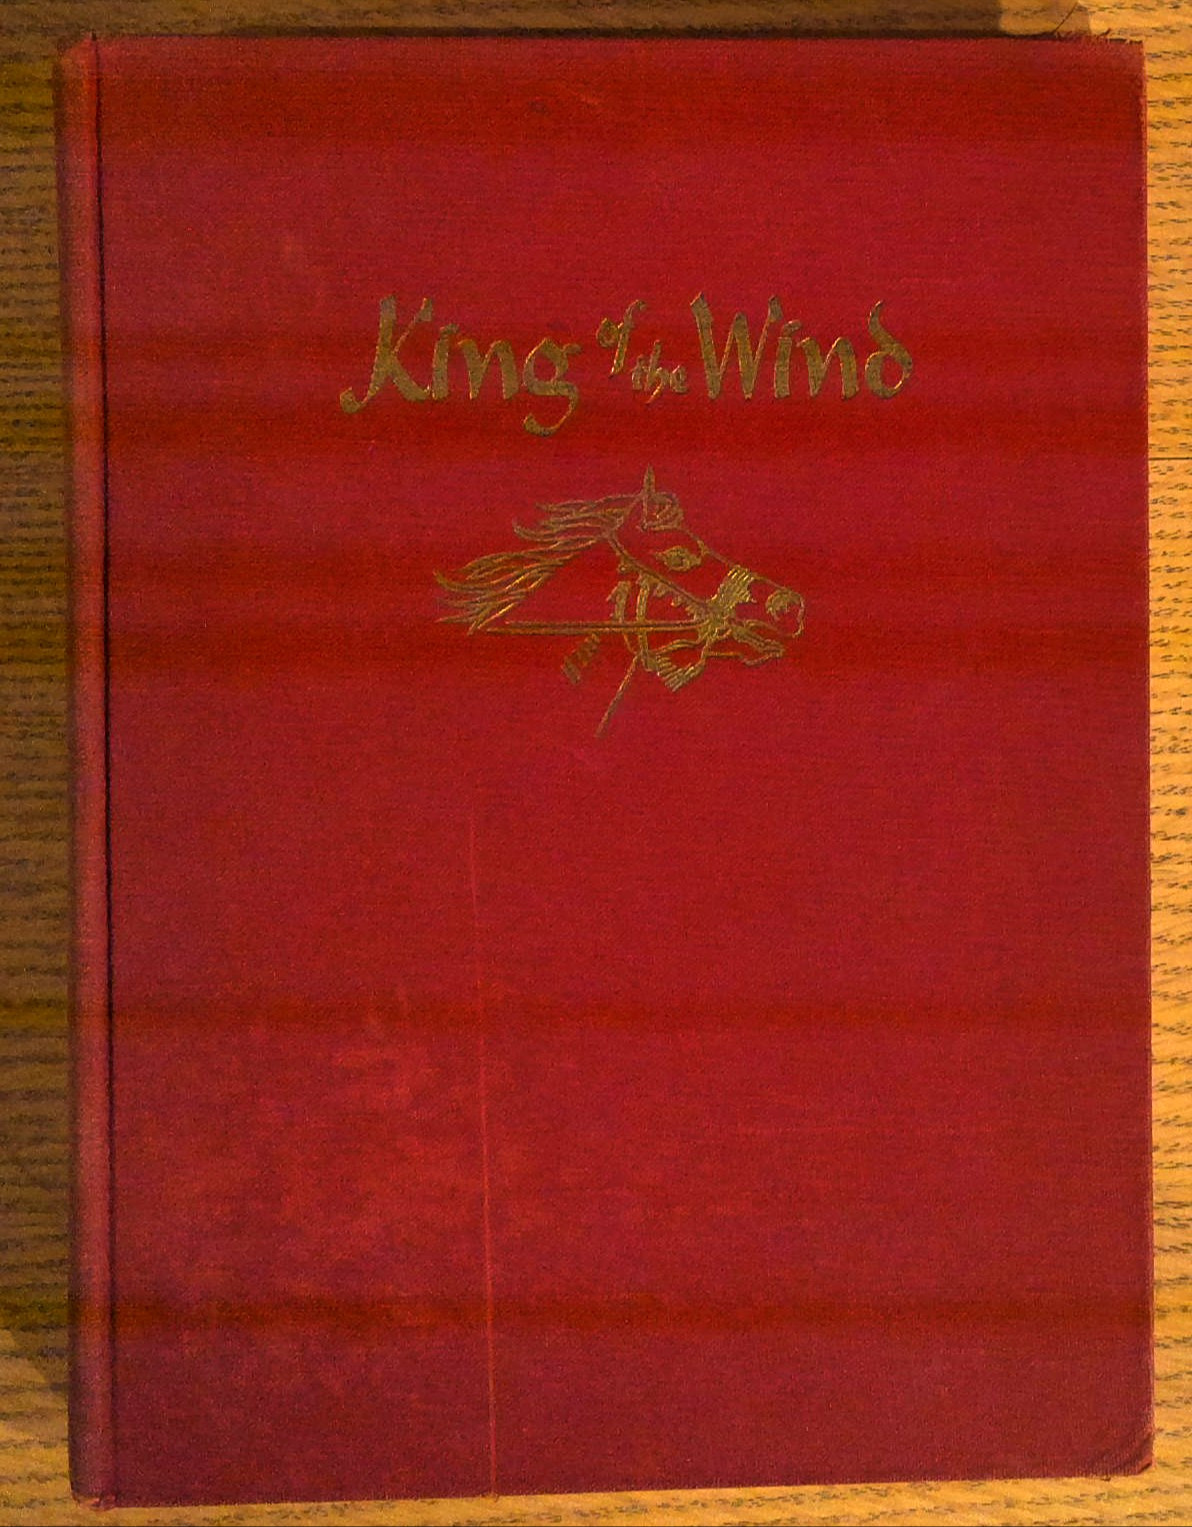 King of the Wind